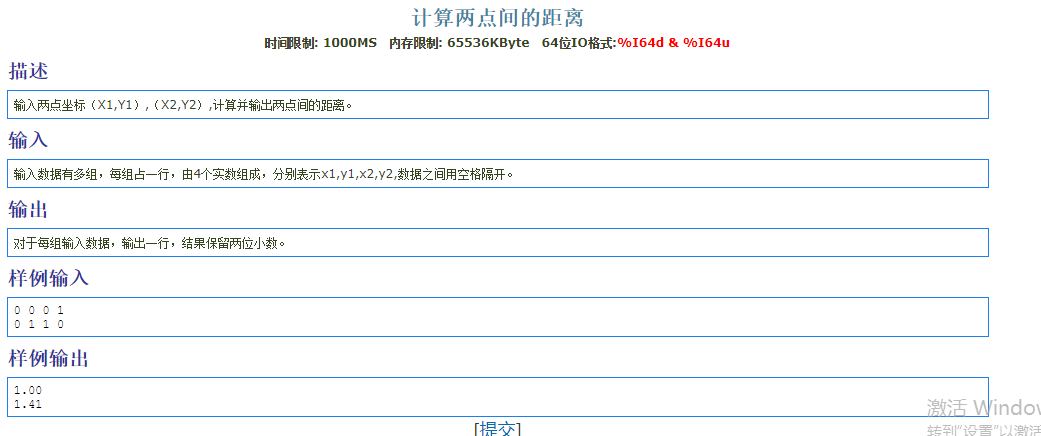 计算两点间的距离
时间限制: 1000MS 内存限制: 65536KByte 64位IO格式:%I64d & %I64u
描述
输入两点坐标（X1,Y1）,（X2,Y2）,计算并输出两点间的距离。
输入
输入数据有多组，每组占一行，由4个实数组成，分别表示x1,y1,x2,y2,数据之间用空格隔开。
输出
对于每组输入数据，输出一行，结果保留两位小数。
样例输入
0 0 0 1
0 1 1 0
样例输出
1.00
1.41
[提交]
激活 Window
转到"设置"以激活